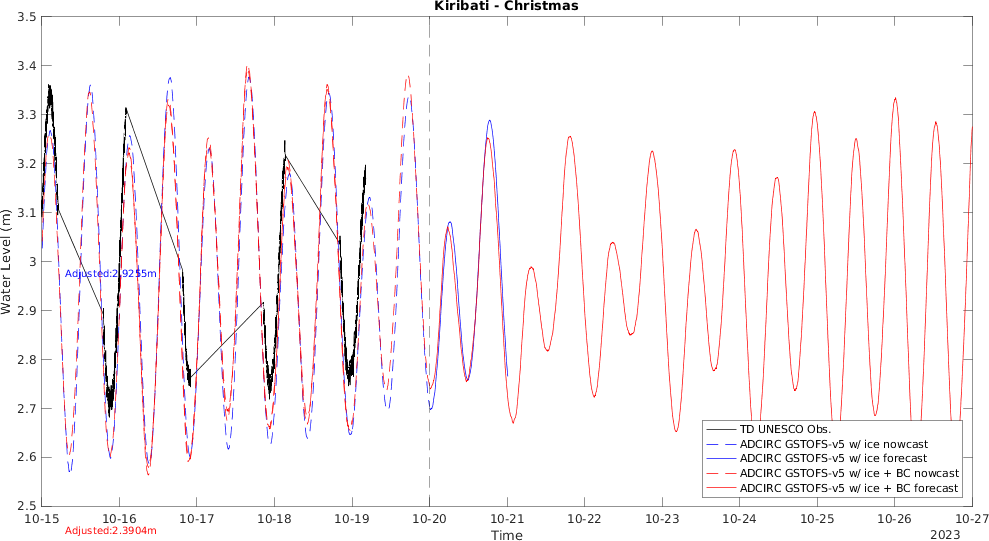 Kiribati - Christmas
3.5
3.4
3.3
3.2
3.1
3
2.9
2.8
2.7
2.6
2.5
Water Level (m)
Adjusted:2.9255m
Adjusted:2.3904m
TD UNESCO Obs.
ADCIRC GSTOFS-v5 w/ ice nowcast
ADCIRC GSTOFS-v5 w/ ice forecast
ADCIRC GSTOFS-v5 w/ ice + BC nowcast
ADCIRC GSTOFS-v5 w/ ice + BC forecast
10-15 10-16 10-17 10-18 10-19 10-20 10-21 10-22 10-23 10-24 10-25 10-26 10-27
Time
2023